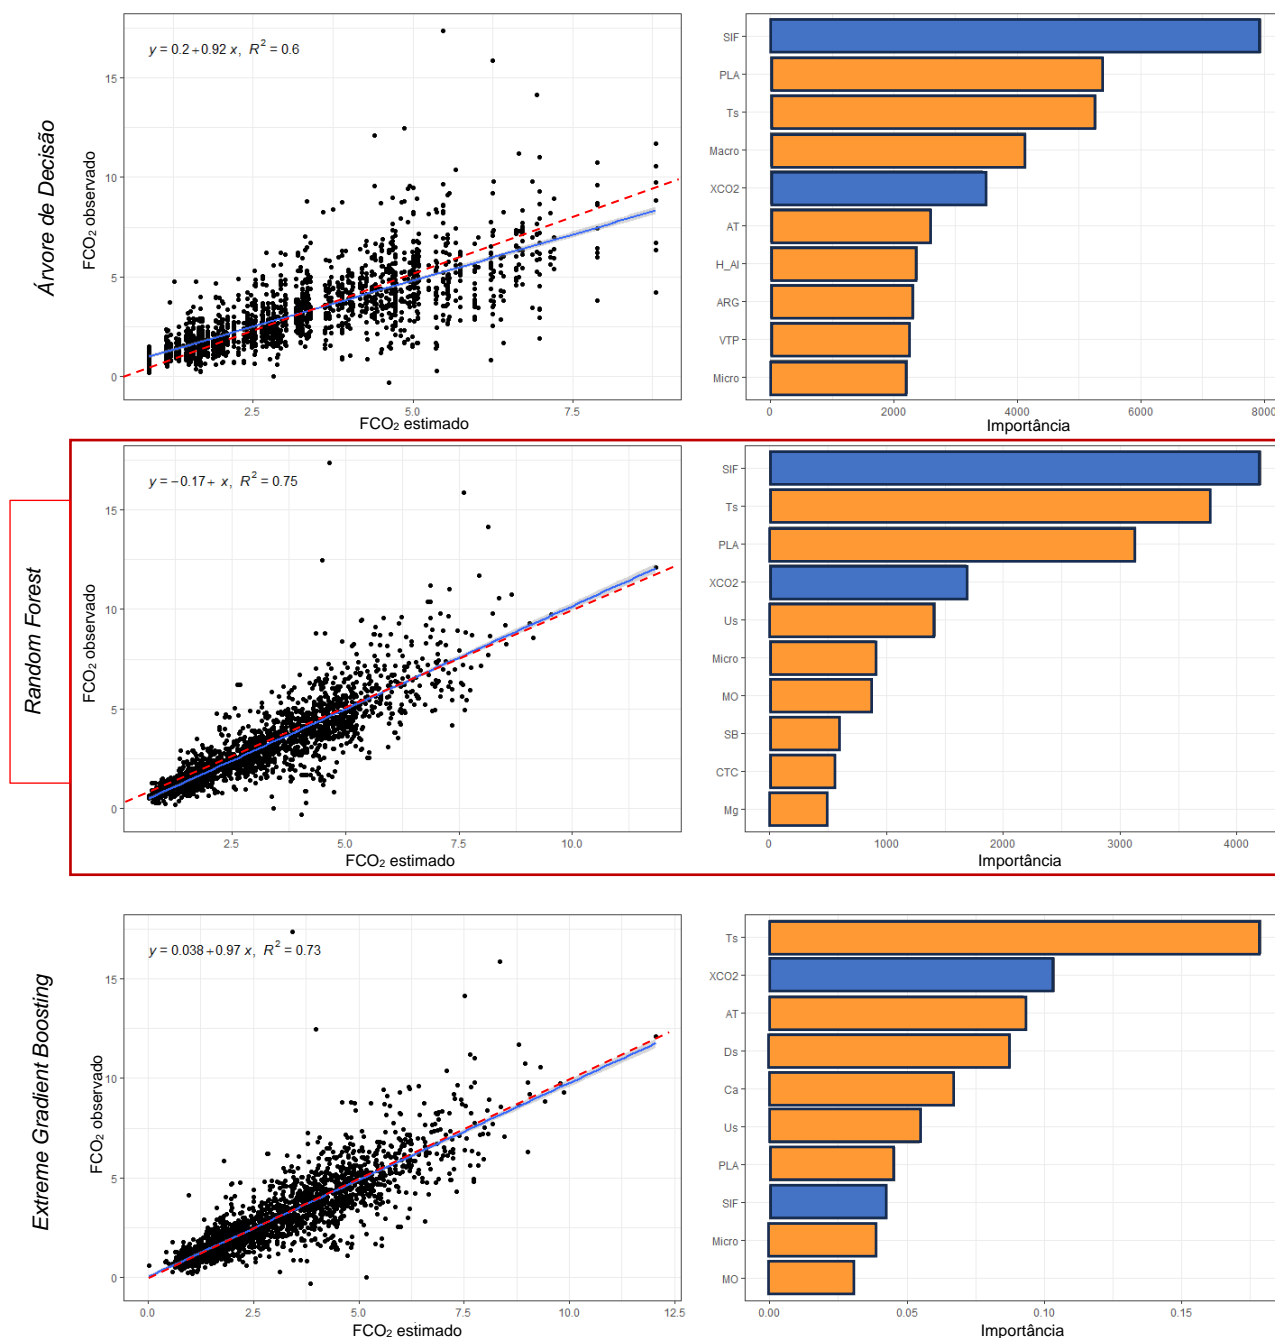 Árvore de Decisão
y = 0.2+0.92 x, R² = 0.6
FCO₂ observado
15
10
5
0
2.5
5.0
7.5
FCO₂ estimado
SIF
PLA
Ts
Macro
XCO2
AT
H_Al
ARG
VTP
Micro
0
2000
4000
6000
8000
Importância
Random Forest
y = −0.17+ x, R² = 0.75
FCO₂ observado
15
10
5
0
2.5
5.0
7.5
10.0
FCO₂ estimado
SIF
Ts
PLA
XCO2
Us
Micro
MO
SB
CTC
Mg
0
1000
2000
3000
4000
Importância
Extreme Gradient Boosting
y = 0.038+0.97 x, R² = 0.73
FCO₂ observado
15
10
5
0
0.0
2.5
5.0
7.5
10.0
12.5
FCO₂ estimado
Ts
XCO2
AT
Ds
Ca
Us
PLA
SIF
Micro
MO
0.00
0.05
0.10
0.15
Importância